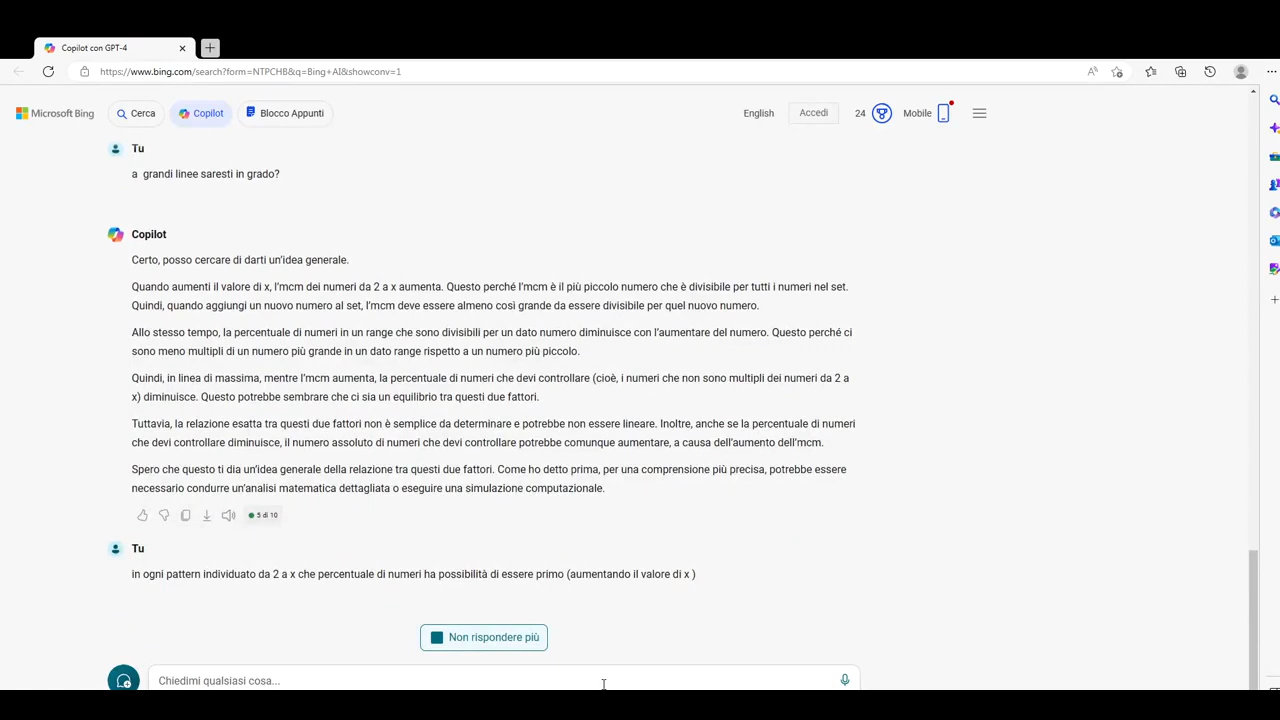 Copilot con GPT-4
https://www.bing.com/search?form=NTPCHB&q=Bing+AI&showconv=1
Microsoft Bing
Cerca
Copilot
Blocco Appunti
English
Accedi
24
Mobile
Tu
a grandi linee saresti in grado?
Copilot
Certo, posso cercare di darti un'idea generale.
Quando aumenti il valore di x, l'mcm dei numeri da 2 a x aumenta. Questo perché l'mcm è il più piccolo numero che è divisibile per tutti i numeri nel set.
Quindi, quando aggiungi un nuovo numero al set, l'mcm deve essere almeno così grande da essere divisibile per quel nuovo numero.
Allo stesso tempo, la percentuale di numeri in un range che sono divisibili per un dato numero diminuisce con l'aumentare del numero. Questo perché ci
sono meno multipli di un numero più grande in un dato range rispetto a un numero più piccolo.
Quindi, in linea di massima, mentre l'mcm aumenta, la percentuale di numeri che devi controllare (cioè, i numeri che non sono multipli dei numeri da 2 a
x) diminuisce. Questo potrebbe sembrare che ci sia un equilibrio tra questi due fattori.
Tuttavia, la relazione esatta tra questi due fattori non è semplice da determinare e potrebbe non essere lineare. Inoltre, anche se la percentuale di numeri
che devi controllare diminuisce, il numero assoluto di numeri che devi controllare potrebbe comunque aumentare, a causa dell'aumento dell'mcm.
Spero che questo ti dia un'idea generale della relazione tra questi due fattori. Come ho detto prima, per una comprensione più precisa, potrebbe essere
necessario condurre un'analisi matematica dettagliata o eseguire una simulazione computazionale.
5 di 10
Tu
in ogni pattern individuato da 2 a x che percentuale di numeri ha possibilità di essere primo (aumentando il valore di x )
Non rispondere più
Chiedimi qualsiasi cosa...